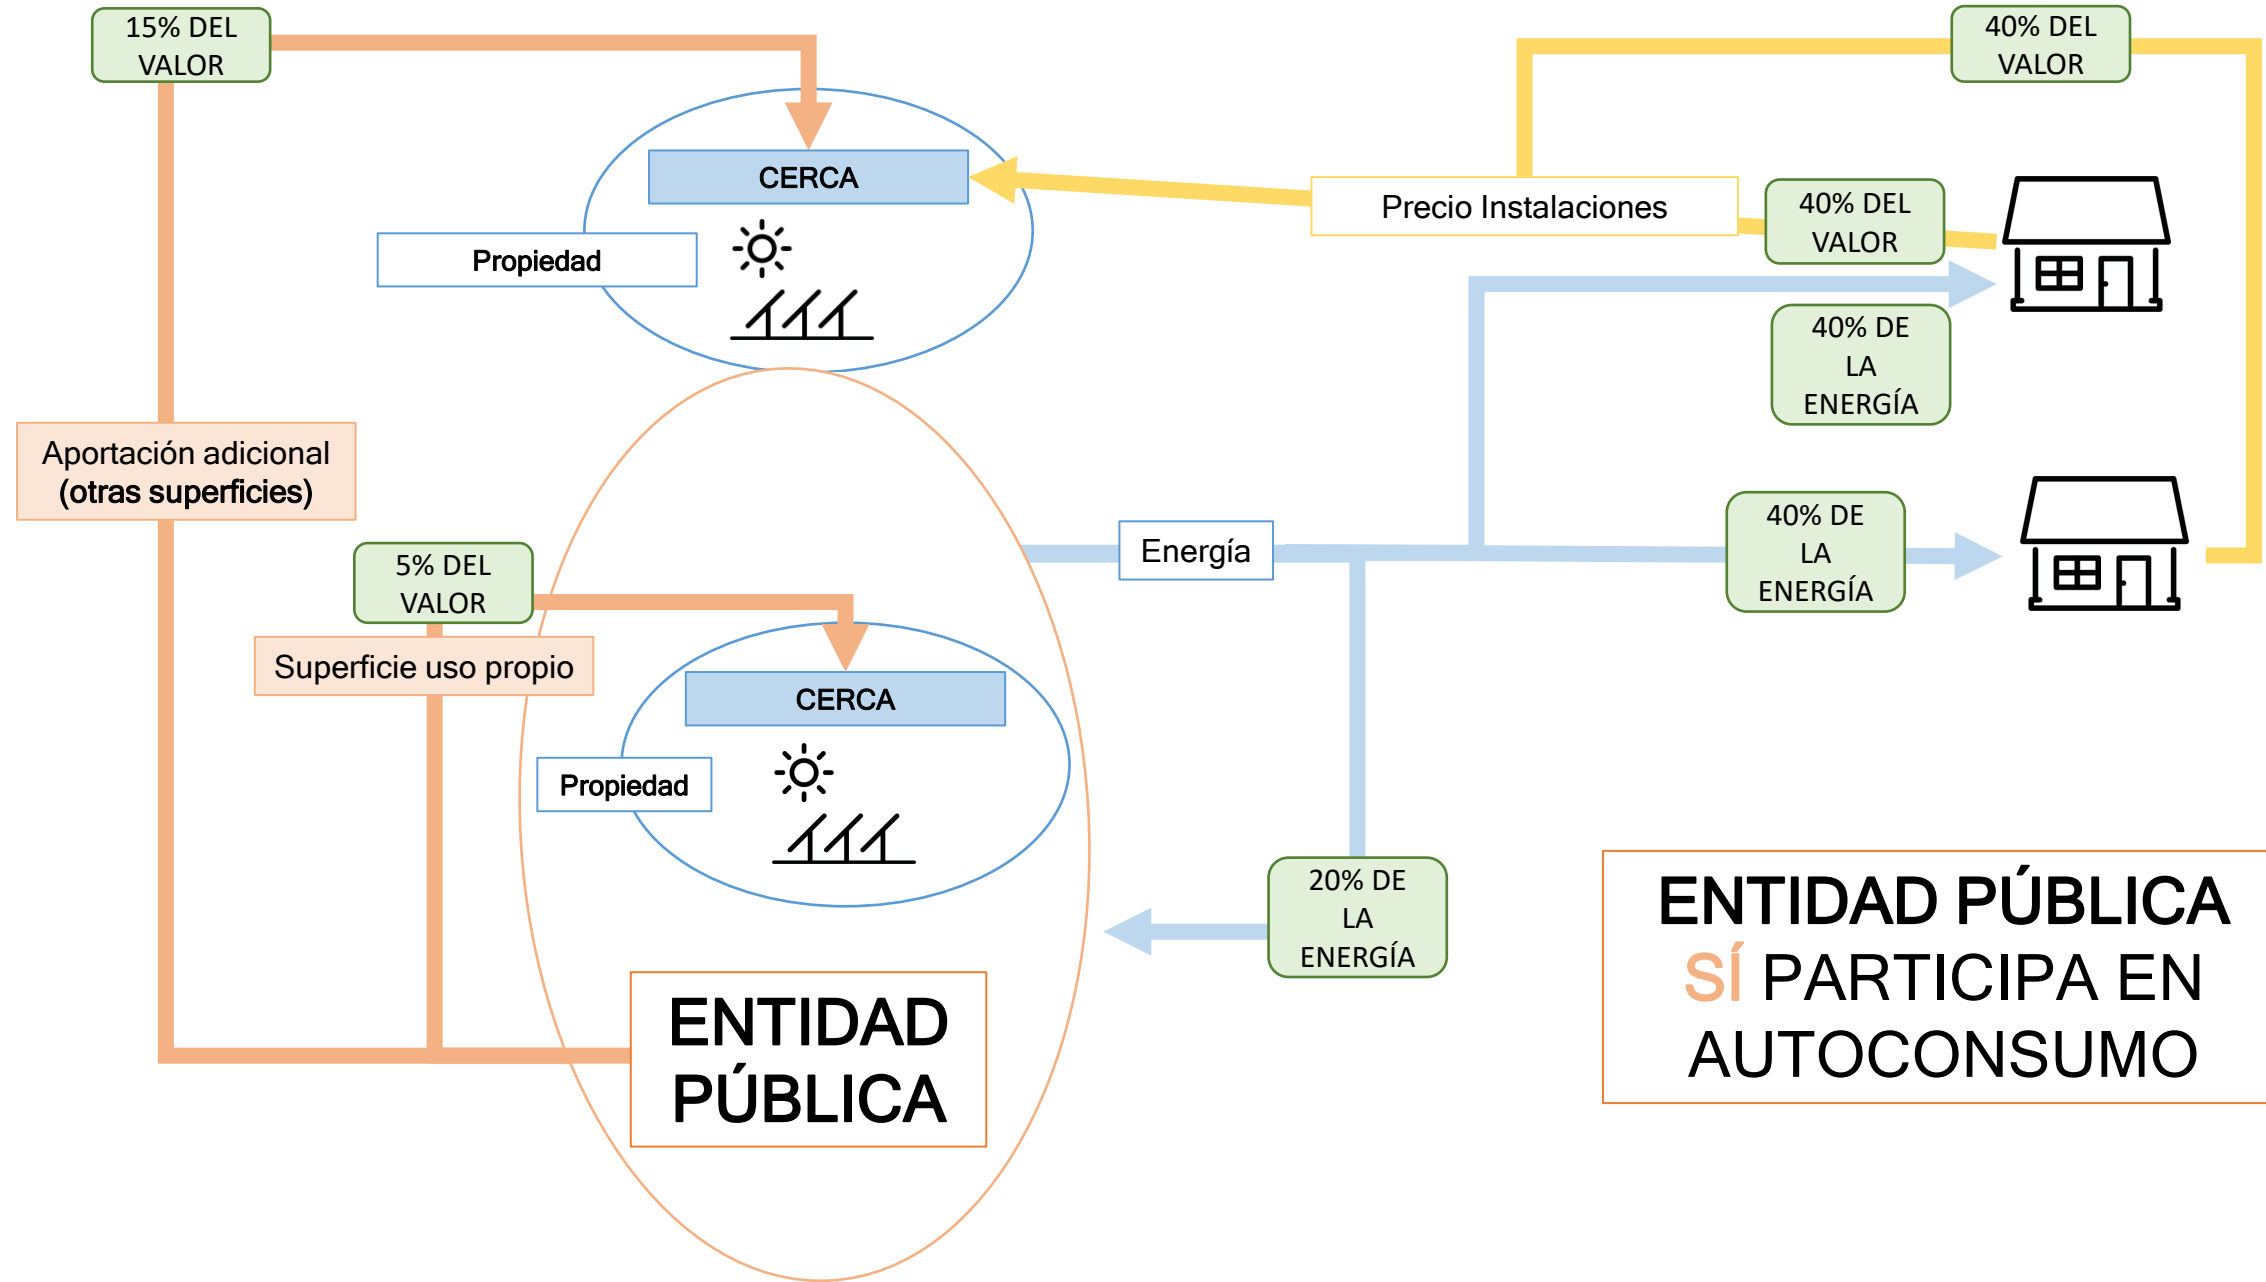 15% DEL
VALOR
40% DEL
VALOR
CERCA
Precio Instalaciones
40% DEL
VALOR
Propiedad
40% DE
LA
ENERGÍA
Aportación adicional
(otras superficies)
5% DEL
VALOR
Energía
40% DE
LA
ENERGÍA
Superficie uso propio
CERCA
Propiedad
20% DE
LA
ENERGÍA
ENTIDAD
PÚBLICA
ENTIDAD PÚBLICA
SÍ PARTICIPA EN
AUTOCONSUMO